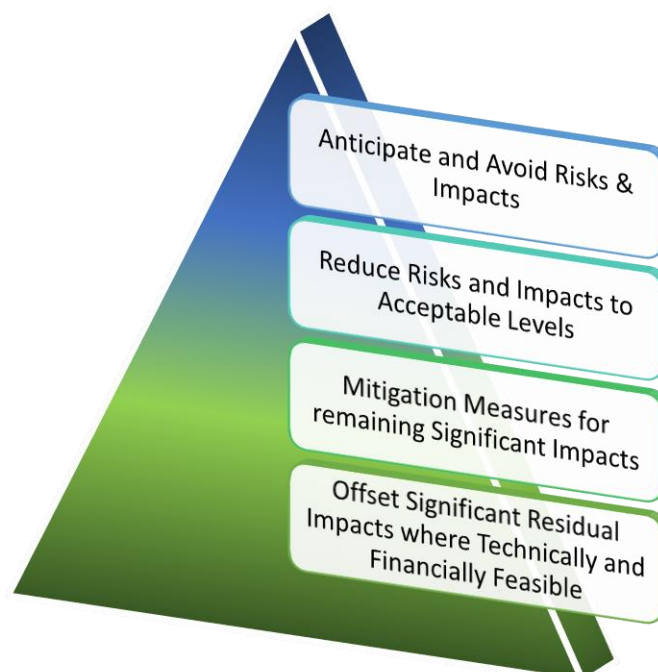 Anticipate and Avoid Risks &
Impacts
Reduce Risks and Impacts to
Acceptable Levels
Mitigation Measures for
remaining Significant Impacts
Offset Significant Residual
Impacts where Technically and
Financially Feasible